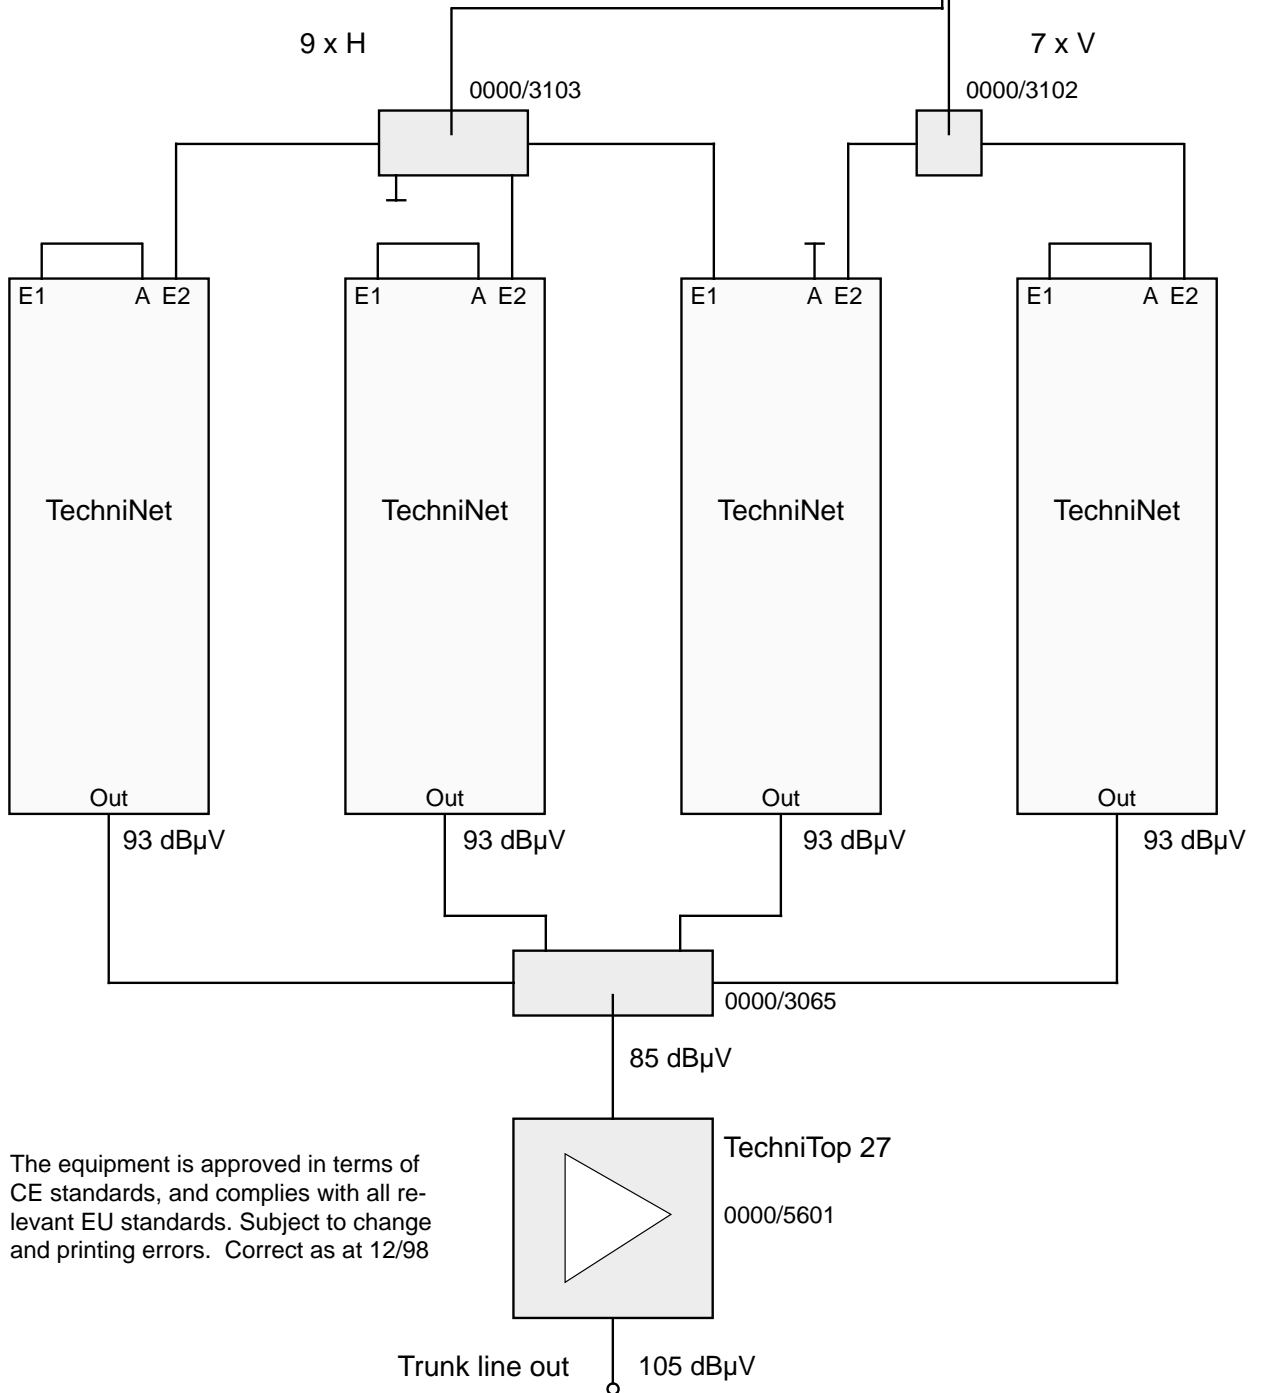 9 x H
7 x V
0000/3103
0000/3102
E1 A E2
E1 A E2
E1 A E2
E1 A E2
TechniNet
TechniNet
TechniNet
TechniNet
Out
Out
Out
Out
93 dBµV
93 dBµV
93 dBµV
93 dBµV
0000/3065
85 dBµV
TechniTop 27
0000/5601
The equipment is approved in terms of
CE standards, and complies with all re-
levant EU standards. Subject to change
and printing errors.  Correct as at 12/98
Trunk line out
105 dBµV